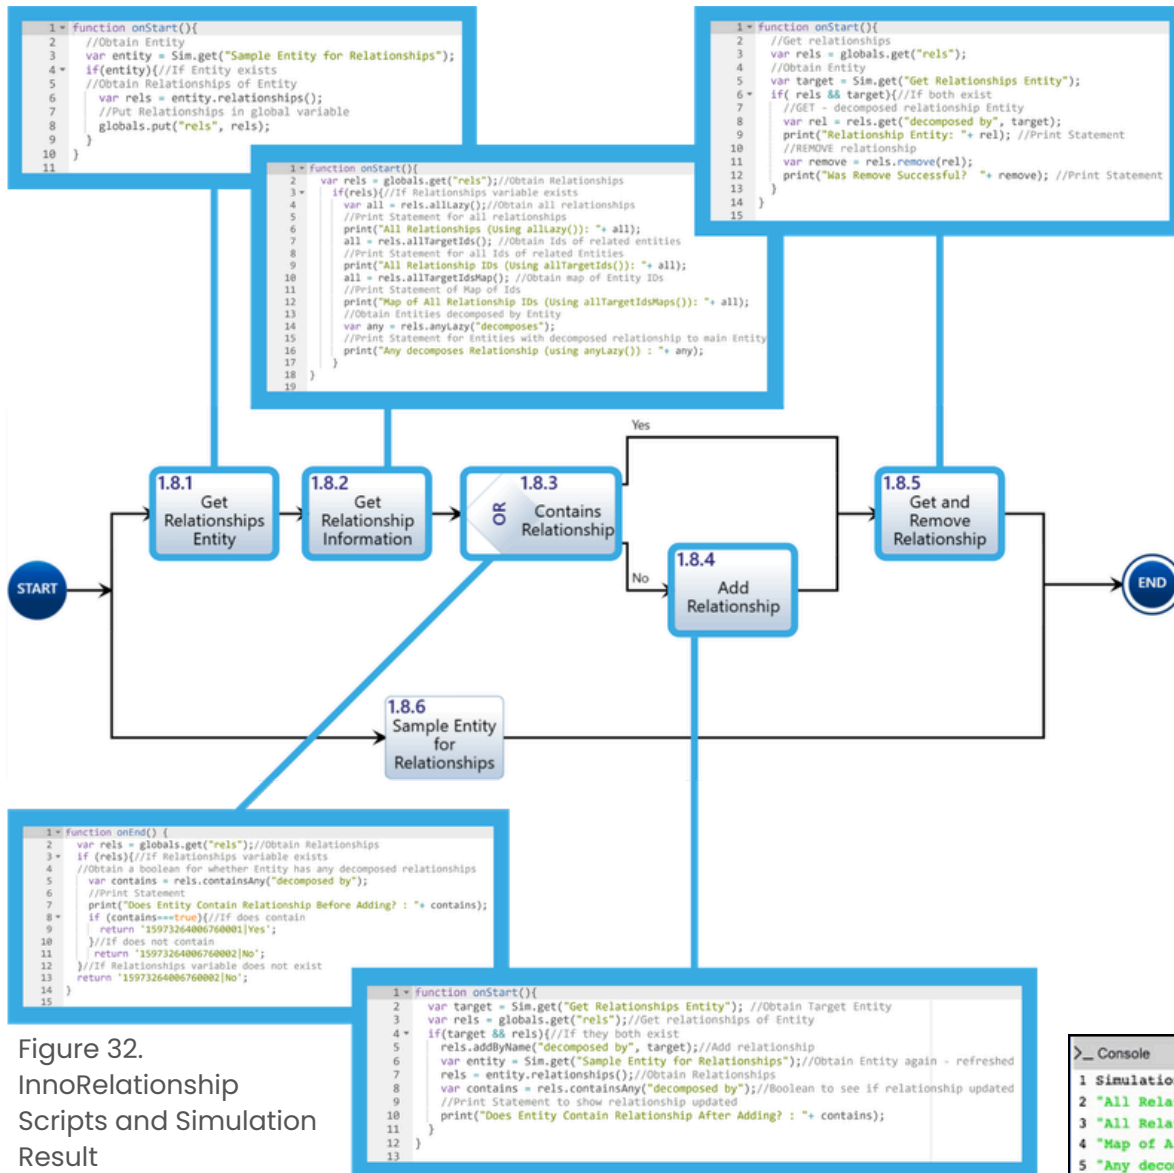 1 function onStart(){
2 //Obtain Entity
3 var entity = Sim.get("Sample Entity for Relationships");
4 if(entity){//If Entity exists
5 //Obtain Relationships of Entity
6 var rels = entity.relationships();
7 //Put Relationships in global variable
8 globals.put("rels", rels);
9 }
10 }
11
1 function onStart(){
2 var rels = globals.get("rels");//Obtain Relationships
3 if(rels){//If Relationships variable exists
4 var all = rels.allLazy();//Obtain all relationships
5 //Print Statement for all relationships
6 print("All Relationships (Using allLazy()): "+ all);
7 all = rels.allTargetIds(); //Obtain Ids of related entities
8 //Print Statement for all Ids of related Entities
9 print("All Relationship IDs (Using allTargetIds()): "+ all);
10 all = rels.allTargetIdsMap(); //Obtain map of Entity IDs
11 //Print Statement of Map of Ids
12 print("Map of All Relationship IDs (Using allTargetIdsMaps()): "+ all);
13 //Obtain Entities decomposed by Entity
14 var any = rels.anyLazy("decomposes");
15 //Print Statement for Entities with decomposed relationship to main Entity
16 print("Any decomposes Relationship (using anyLazy()) : "+ any);
17 }
18 }
19
1 function onStart(){
2 //Get relationships
3 var rels = globals.get("rels");
4 //Obtain Entity
5 var target = Sim.get("Get Relationships Entity");
6 if( rels && target){//If both exist
7 //GET - decomposed relationship Entity
8 var rel = rels.get("decomposed by", target);
9 print("Relationship Entity: "+ rel); //Print Statement
10 //REMOVE relationship
11 var remove = rels.remove(rel);
12 print("Was Remove Successful?  "+ remove); //Print Statement
13 }
14 }
15
START
1.8.1
Get
Relationships
Entity
1.8.2
Get
Relationship
Information
OR
1.8.3
Contains
Relationship
Yes
No
1.8.4
Add
Relationship
1.8.5
Get and
Remove
Relationship
END
1.8.6
Sample Entity
for
Relationships
1 function onEnd() {
2 var rels = globals.get("rels");//Obtain Relationships
3 if (rels){//If Relationships variable exists
4 //Obtain a boolean for whether Entity has any decomposed relationships
5 var contains = rels.containsAny("decomposed by");
6 //Print Statement
7 print("Does Entity Contain Relationship Before Adding? : "+ contains);
8 if (contains===true){//If does contain
9 return '15973264006760001|Yes';
10 }//If does not contain
11 return '15973264006760002|No';
12 }//If Relationships variable does not exist
13 return '15973264006760002|No';
14 }
15
1 function onStart(){
2 var target = Sim.get("Get Relationships Entity"); //Obtain Target Entity
3 var rels = globals.get("rels");//Get relationships of Entity
4 if(target && rels){//If they both exist
5 rels.addByName("decomposed by", target);//Add relationship
6 var entity = Sim.get("Sample Entity for Relationships");//Obtain Entity again - refreshed
7 rels = entity.relationships();//Obtain Relationships
8 var contains = rels.containsAny("decomposed by");//Boolean to see if relationship updated
9 //Print Statement to show relationship updated
10 print("Does Entity Contain Relationship After Adding? : "+ contains);
11 }
12 }
13
Figure 32.
InnoRelationship
Scripts and Simulation
Result
>_ Console
1 Simulation
2 "All Rela
3 "All Rela
4 "Map of A
5 "Any deco